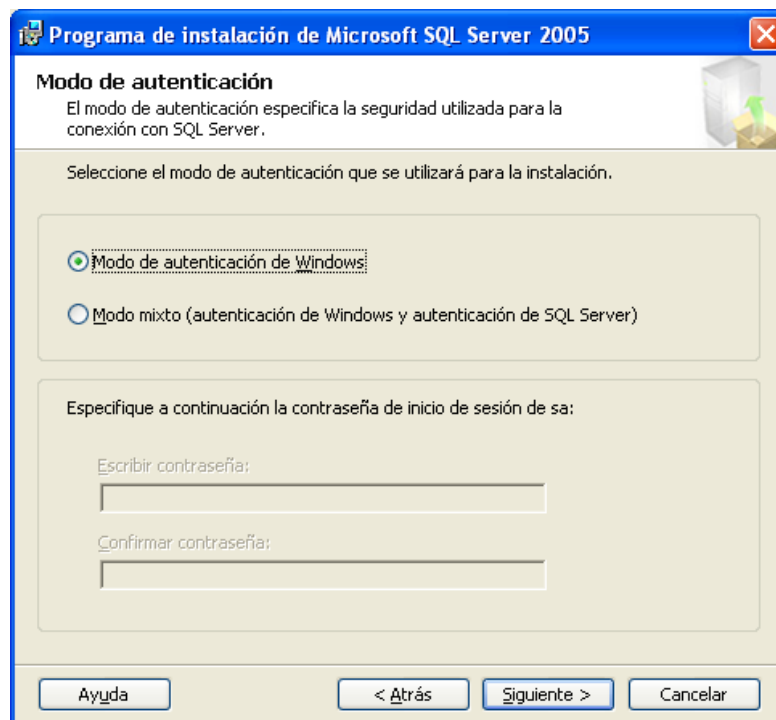 Programa de instalación de Microsoft SQL Server 2005
Modo de autenticación
El modo de autenticación especifica la seguridad utilizada para la
conexión con SQL Server.
Seleccione el modo de autenticación que se utilizará para la instalación.
Modo de autenticación de Windows
Modo mixto (autenticación de Windows y autenticación de SQL Server)
Especifique a continuación la contraseña de inicio de sesión de sa:
Escribir contraseña:
Confirmar contraseña:
Ayuda
< Atrás
Siguiente >
Cancelar